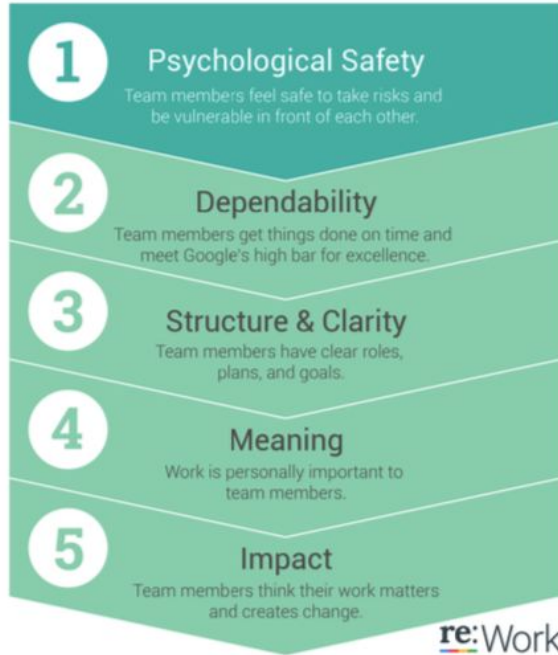 1
Psychological Safety
Team members feel safe to take risks and
be vulnerable in front of each other.
2
Dependability
Team members get things done on time and
meet Google's high bar for excellence.
3
Structure & Clarity
Team members have clear roles,
plans, and goals.
4
Meaning
Work is personally important to
team members.
5
Impact
Team members think their work matters
and creates change.
re:Work